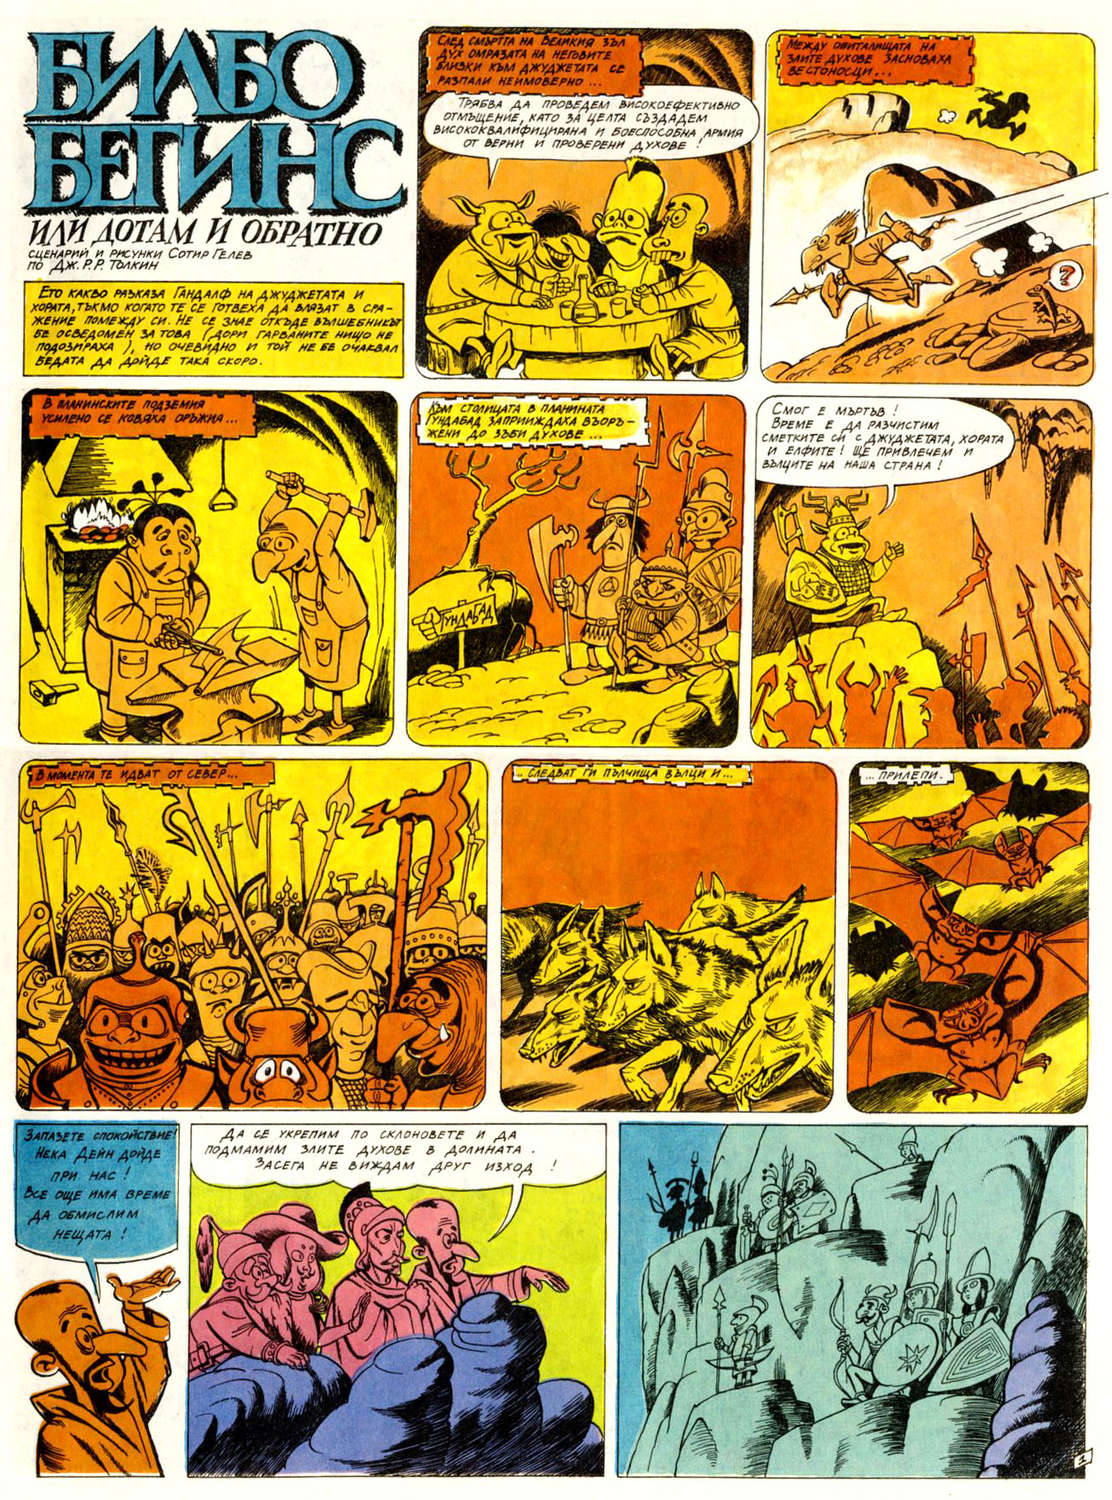 БИЛБО
БЕГИНС
ИЛИ ДОТАМ И ОБРАТНО
СЦЕНАРИЙ И РИСУНКИ СОТИР ГЕЛЕВ
ПО ДЖ. Р.Р. ТОЛКИН
ЕТО КАКВО РАЗКАЗА ГАНДАЛФ НА ДЖУДЖЕТАТА И
ХОРАТА, ТЪКМО КОГАТО ТЕ СЕ ГОТВЕХА ДА ВЛЯЗАТ В СРА-
ЖЕНИЕ ПОМЕЖДУ СИ. НЕ СЕ ЗНАЕ ОТКЪДЕ ВЪЛШЕБНИКЪТ
БЕ ОСВЕДОМЕН ЗА ТОВА (ДОРИ ГАРВАНИТЕ НИЩО НЕ
ПОДОЗИРАХА), НО ОЧЕВИДНО И ТОЙ НЕ БЕ ОЧАКВАЛ
БЕДАТА ДА ДОЙДЕ ТАКА СКОРО.
СЛЕД СМЪРТТА НА ВЕЛИКИЯ ЗЪЛ
ДУХ ОМРАЗАТА НА НЕГОВИТЕ
БЛИЗКИ КЪМ ДЖУДЖЕТАТА СЕ
РАЗПАЛИ НЕИМОВЕРНО ...
ТРЯБВА ДА ПРОВЕДЕМ ВИСОКОЕФЕКТИВНО
ОТМЪЩЕНИЕ, КАТО ЗА ЦЕЛТА СЪЗДАДЕМ
ВИСОКОКВАЛИФИЦИРАНА И БОЕСПОСОБНА АРМИЯ
ОТ ВЕРНИ И ПРОВЕРЕНИ ДУХОВЕ !
МЕЖДУ ОБИТАЛИЩАТА НА
ЗЛИТЕ ДУХОВЕ ЗАСНОВАХА
ВЕСТОНОСЦИ...
?
В ПЛАНИНСКИТЕ ПОДЗЕМИЯ
УСИЛЕНО СЕ КОВЯХА ОРЪЖИЯ...
КЪМ СТОЛИЦАТА В ПЛАНИНАТА
ГУНДАБАД ЗАПРИИЖДАХА ВЪОРЪ-
ЖЕНИ ДО ЗЪБИ ДУХОВЕ ...
ГУНДАБАД
СМОГ Е МЪРТЪВ !
ВРЕМЕ Е ДА РАЗЧИСТИМ
СМЕТКИТЕ СИ С ДЖУДЖЕТАТА, ХОРАТА
И ЕЛФИТЕ ! ЩЕ ПРИВЛЕЧЕМ И
ВЪЛЦИТЕ НА НАША СТРАНА !
В МОМЕНТА ТЕ ИДВАТ ОТ СЕВЕР...
.. СЛЕДВАТ ГИ ПЪЛЧИЩА ВЪЛЦИ И ...
... ПРИЛЕПИ.
ЗАПАЗЕТЕ СПОКОЙСТВИЕ!
НЕКА ДЕЙН ДОЙДЕ
ПРИ НАС !
ВСЕ ОЩЕ ИМА ВРЕМЕ
ДА ОБМИСЛИМ
НЕЩАТА !
ДА СЕ УКРЕПИМ ПО СКЛОНОВЕТЕ И ДА
ПОДМАМИМ ЗЛИТЕ ДУХОВЕ В ДОЛИНАТА.
ЗАСЕГА НЕ ВИЖДАМ ДРУГ ИЗХОД !
1